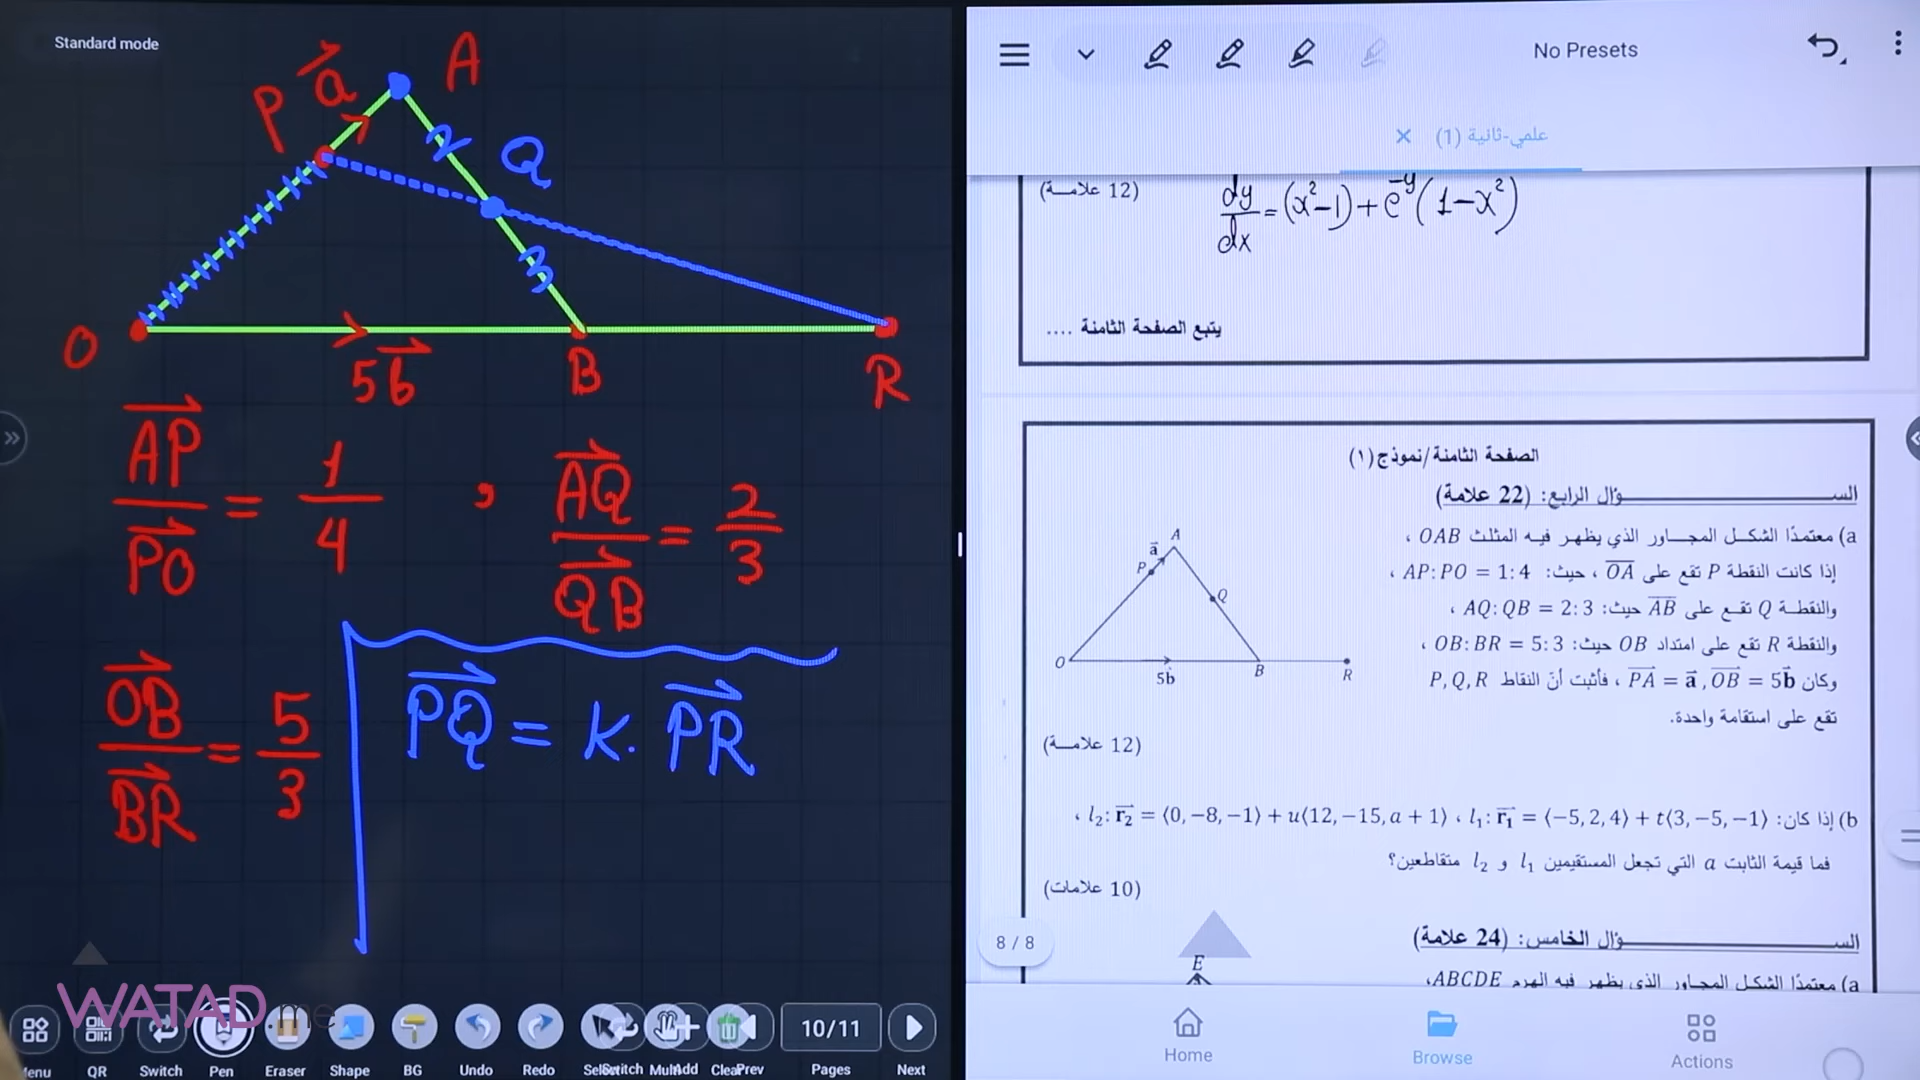 Standard mode
A
a
P
2
Q
3
O
5b
B
R
AP/PO = 1/4 , AQ/QB = 2/3
OB/BR = 5/3
PQ = K. PR
WATAD.me
Menu
QR
Switch
Pen
Eraser
Shape
BG
Undo
Redo
Select
Switch
Multi
Add
Clear
Prev
10/11
Pages
Next
No Presets
علمي-ثانية (1) ×
(12 علامة)
dy/dx = (x²-1) + e^-y (1-x²)
يتبع الصفحة الثامنة ....
الصفحة الثامنة/نموذج(١)
الســــؤال الرابع: (22 علامة)
a) معتمدًا الشكل المجاور الذي يظهر فيه المثلث OAB ،
إذا كانت النقطة P تقع على OA ، حيث: AP:PO = 1:4 ،
والنقطة Q تقع على AB حيث: AQ:QB = 2:3 ،
والنقطة R تقع على امتداد OB حيث: OB:BR = 5:3 ،
وكان PA = a , OB = 5b ، فأثبت أنّ النقاط P, Q, R
تقع على استقامة واحدة.
(12 علامة)
A
a
P
Q
O
5b
B
R
b) إذا كان: l₁: r₁ = ⟨-5, 2, 4⟩ + t⟨3, -5, -1⟩ ، l₂: r₂ = ⟨0, -8, -1⟩ + u⟨12, -15, a + 1⟩ ،
فما قيمة الثابت a التي تجعل المستقيمين l₁ و l₂ متقاطعين؟
(10 علامات)
الســــؤال الخامس: (24 علامة)
E
a) معتمدًا الشكل المجاور الذي يظهر فيه الهرم ABCDE،
8 / 8
Home
Browse
Actions